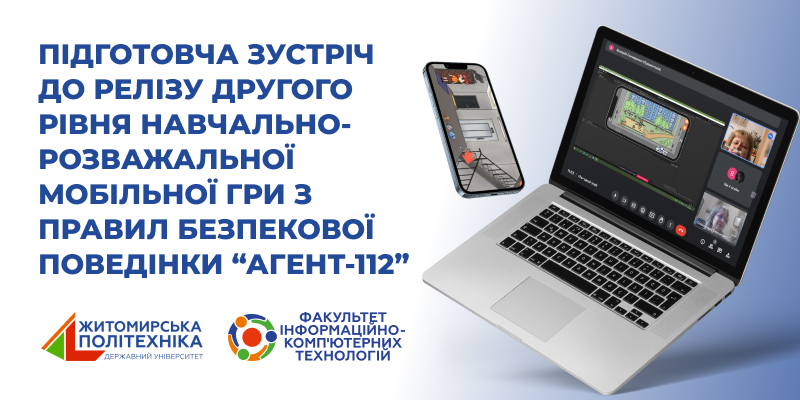 ПІДГОТОВЧА ЗУСТРІЧ
ДО РЕЛІЗУ ДРУГОГО
РІВНЯ НАВЧАЛЬНО-
РОЗВАЖАЛЬНОЇ
МОБІЛЬНОЇ ГРИ З
ПРАВИЛ БЕЗПЕКОВОЇ
ПОВЕДІНКИ “АГЕНТ-112”
ЖИТОМИРСЬКА
ПОЛІТЕХНІКА
ДЕРЖАВНИЙ УНІВЕРСИТЕТ
ФАКУЛЬТЕТ
ІНФОРМАЦІЙНО-
КОМП'ЮТЕРНИХ
ТЕХНОЛОГІЙ